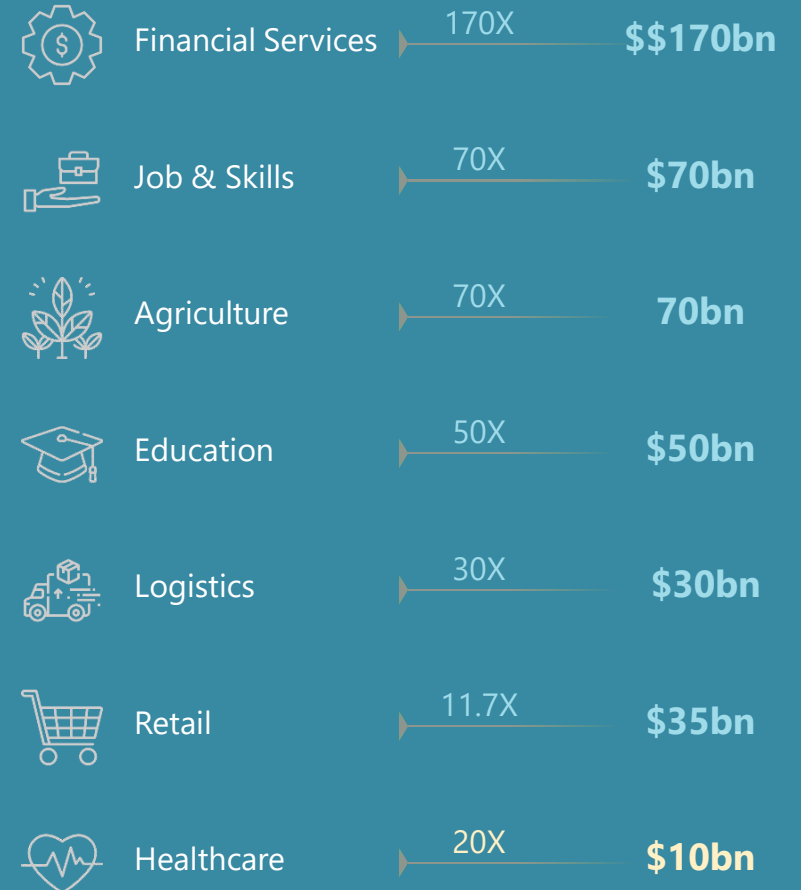 Financial Services 170X $$170bn
Job & Skills 70X $70bn
Agriculture 70X 70bn
Education 50X $50bn
Logistics 30X $30bn
Retail 11.7X $35bn
Healthcare 20X $10bn